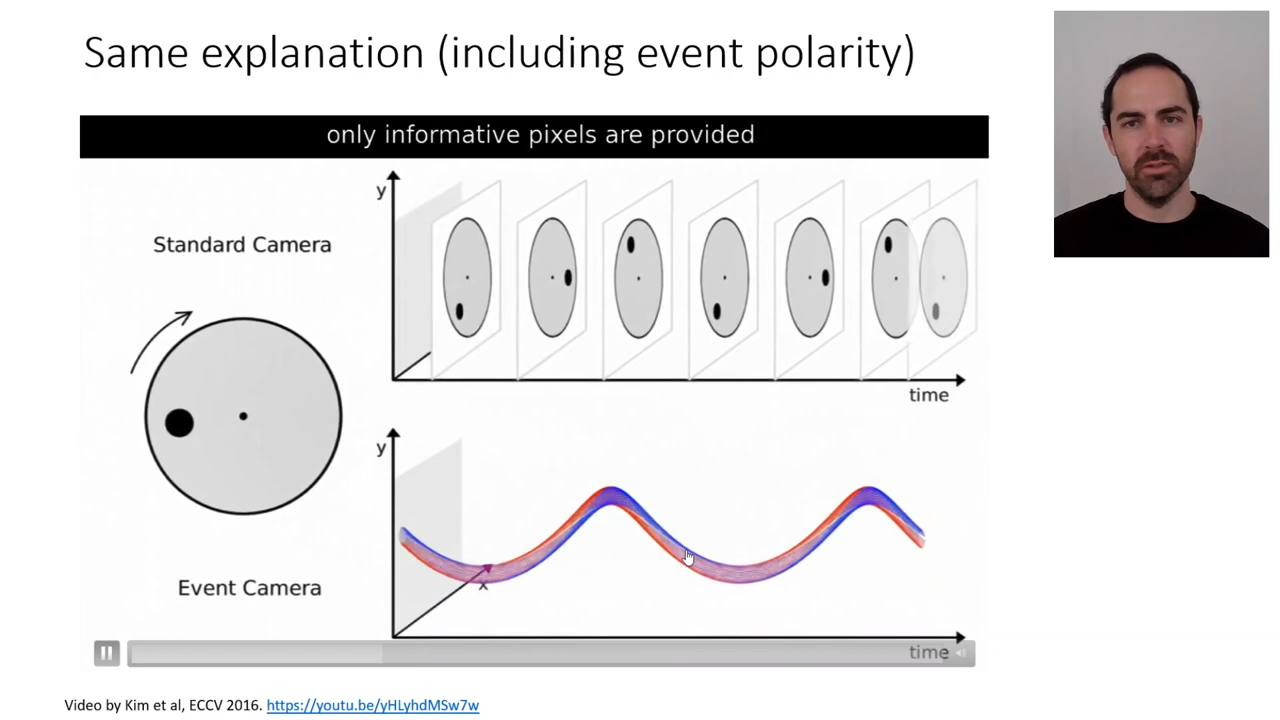 Same explanation (including event polarity)
only informative pixels are provided
y
Standard Camera
time
y
Event Camera
x
time
Video by Kim et al, ECCV 2016. https://youtu.be/yHLyhdMSw7w